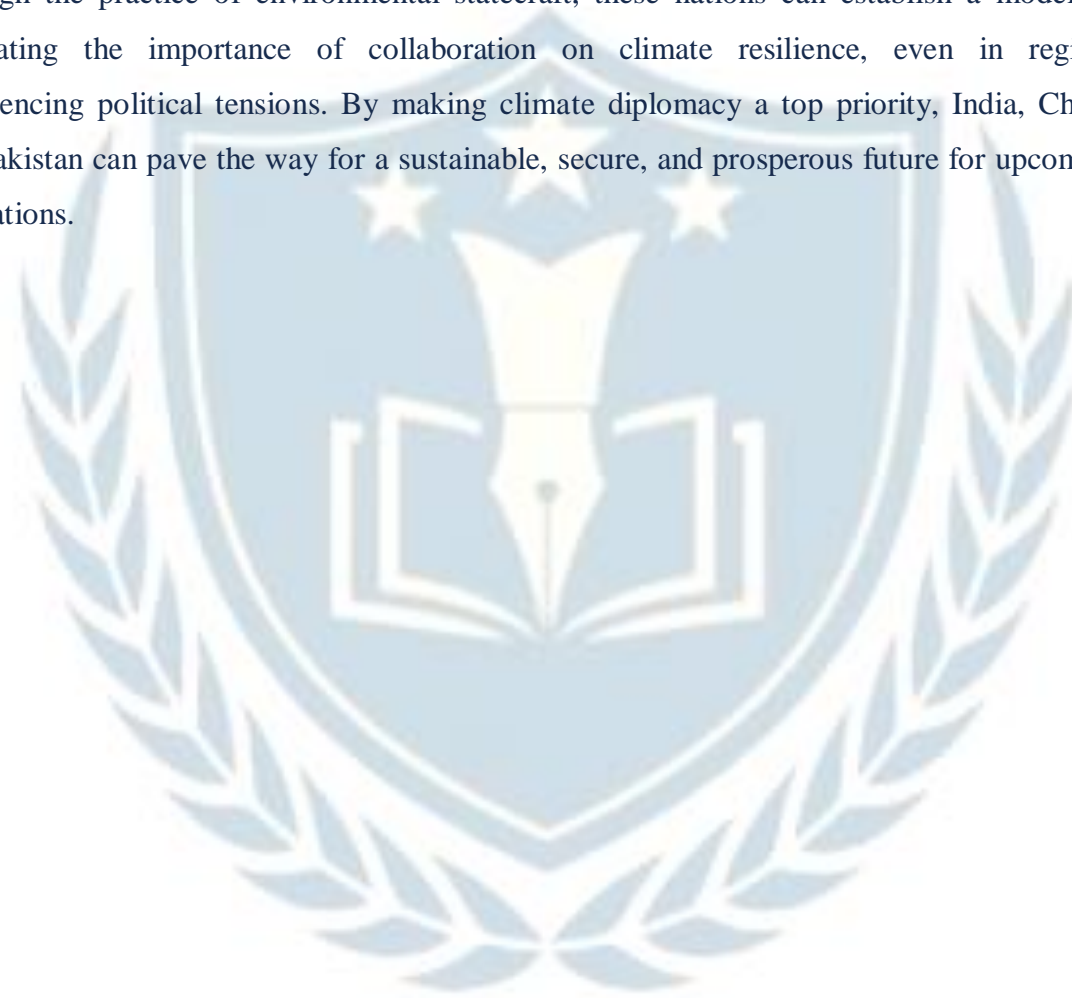 gh the practice of environmental statecraft, these nations can establish a model
ating the importance of collaboration on climate resilience, even in regi
encing political tensions. By making climate diplomacy a top priority, India, Ch
akistan can pave the way for a sustainable, secure, and prosperous future for upcom
ations.